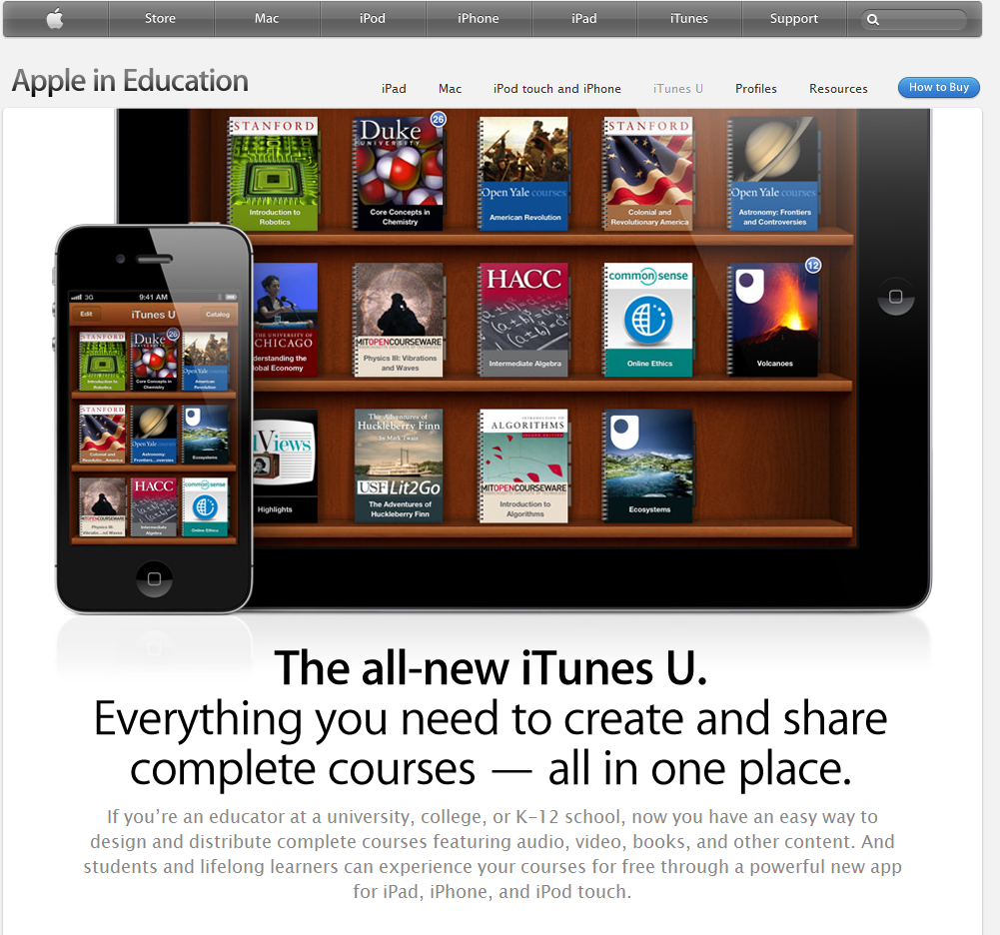 Store Mac iPod iPhone iPad iTunes Support
Apple in Education
iPad Mac iPod touch and iPhone iTunes U Profiles Resources How to Buy
STANFORD
Introduction to
Robotics
Duke
UNIVERSITY
26
Core Concepts in
Chemistry
Open Yale courses
American Revolution
STANFORD
Colonial and
Revolutionary America
Open Yale courses
Astronomy: Frontiers
and Controversies
THE UNIVERSITY OF
CHICAGO
derstanding the
lobal Economy
MITOPENCOURSEWARE
Physics III: Vibrations
and Waves
HACC
Intermediate Algebra
commonsense
Online Ethics
12
Volcanoes
Views
Highlights
The Adventures of
Huckleberry Finn
by Mark Twain
USF Lit2Go
The Adventures of
Huckleberry Finn
INTRODUCTION TO
ALGORITHMS
MITOPENCOURSEWARE
Introduction to
Algorithms
Ecosystems
3G 9:41 AM
Edit iTunes U Catalog
STANFORD
Introduction to
Robotics
Duke
26
Core Concepts in
Chemistry
Open Yale courses
American
Revolution
STANFORD
Colonial and
Revolutio...America
Open Yale courses
Astronomy:
Frontiers...oversies
Ecosystems
MITOPENCOURSEWARE
Physics III:
Vibratio...nd Waves
HACC
Intermediate
Algebra
commonsense
Online Ethics
The all-new iTunes U.
Everything you need to create and share
complete courses — all in one place.
If you’re an educator at a university, college, or K–12 school, now you have an easy way to
design and distribute complete courses featuring audio, video, books, and other content. And
students and lifelong learners can experience your courses for free through a powerful new app
for iPad, iPhone, and iPod touch.